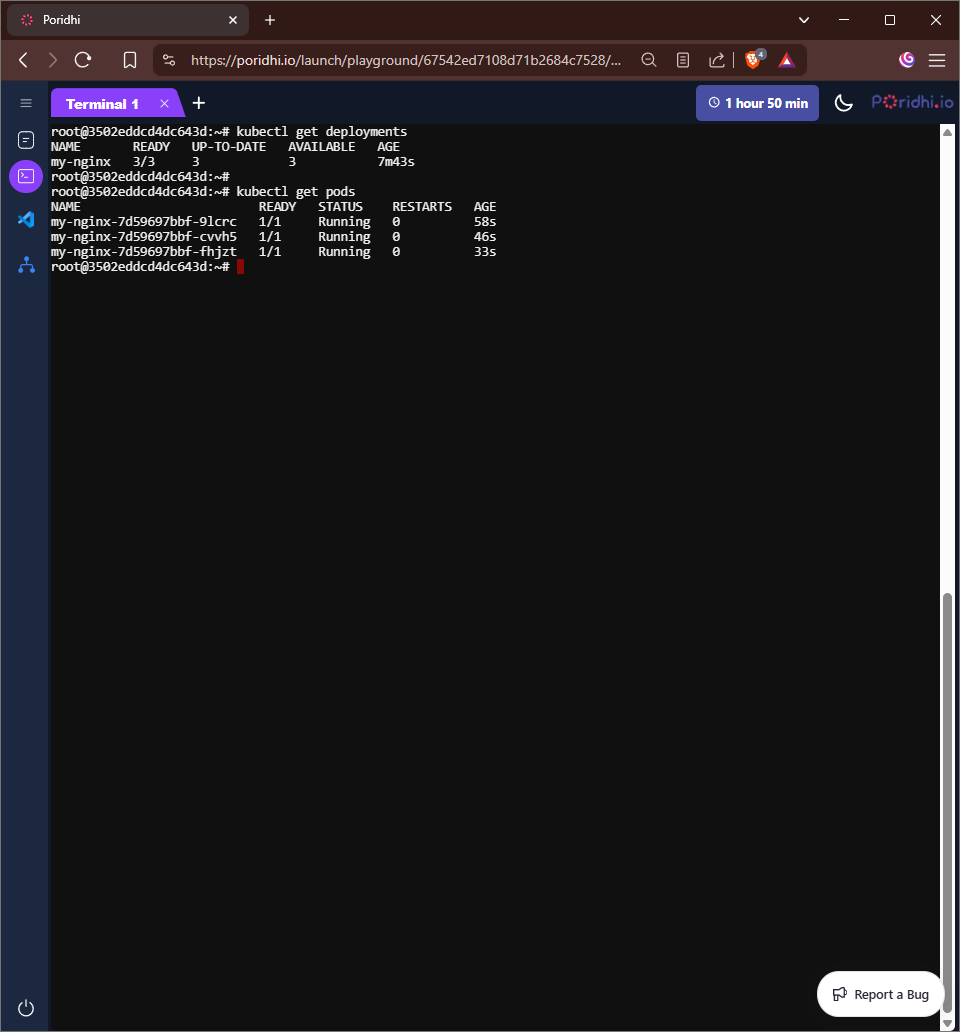 Poridhi
https://poridhi.io/launch/playground/67542ed7108d71b2684c7528/...
4
Terminal 1
1 hour 50 min
Poridhi.io
root@3502eddcd4dc643d:~# kubectl get deployments
NAME       READY   UP-TO-DATE   AVAILABLE   AGE
my-nginx   3/3     3            3           7m43s
root@3502eddcd4dc643d:~#
root@3502eddcd4dc643d:~# kubectl get pods
NAME                        READY   STATUS    RESTARTS   AGE
my-nginx-7d59697bbf-9lcrc   1/1     Running   0          58s
my-nginx-7d59697bbf-cvvh5   1/1     Running   0          46s
my-nginx-7d59697bbf-fhjzt   1/1     Running   0          33s
root@3502eddcd4dc643d:~#
Report a Bug